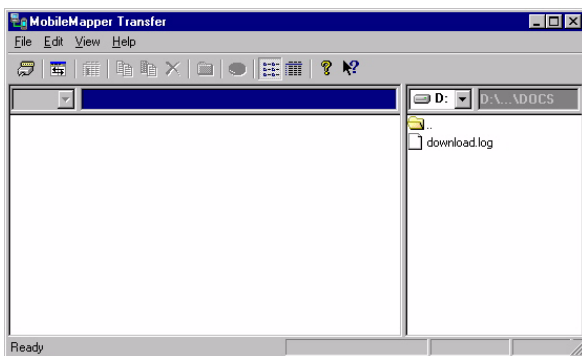 MobileMapper Transfer
File Edit View Help
D: D:\...\DOCS
..
download.log
Ready